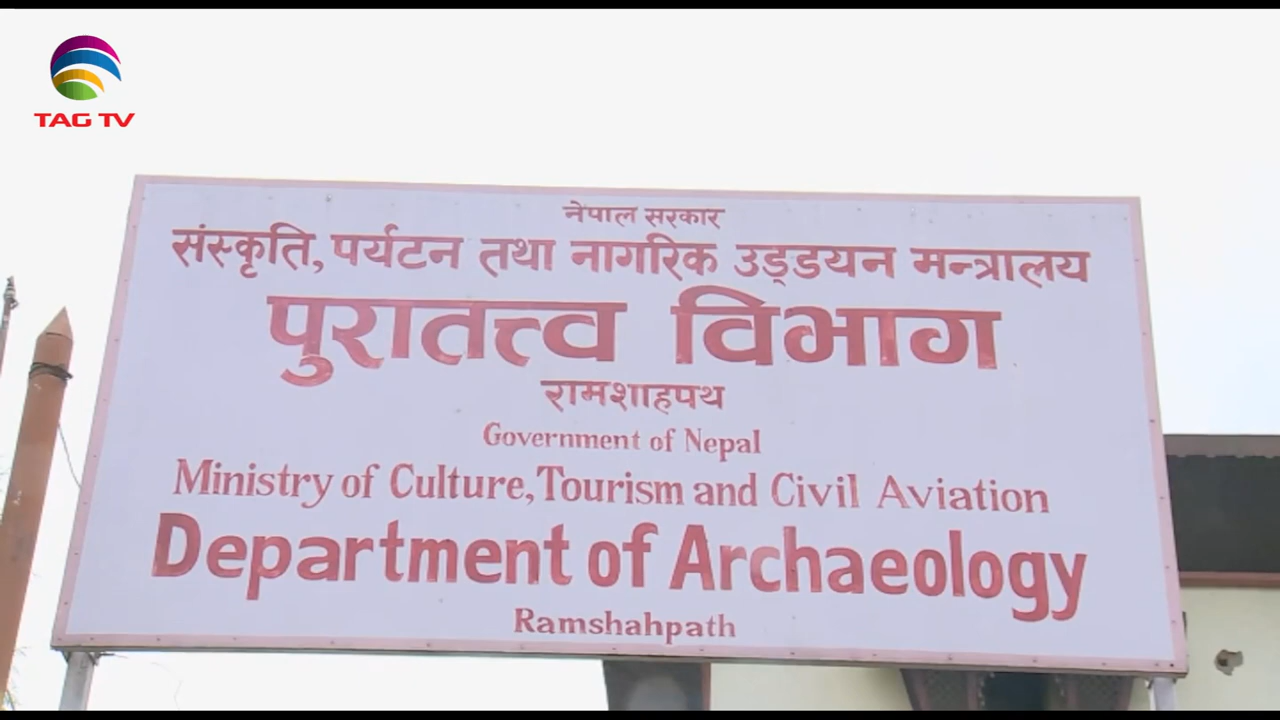 TAG TV
नेपाल सरकार
संस्कृति, पर्यटन तथा नागरिक उड्डयन मन्त्रालय
पुरातत्त्व विभाग
रामशाहपथ
Government of Nepal
Ministry of Culture, Tourism and Civil Aviation
Department of Archaeology
Ramshahpath